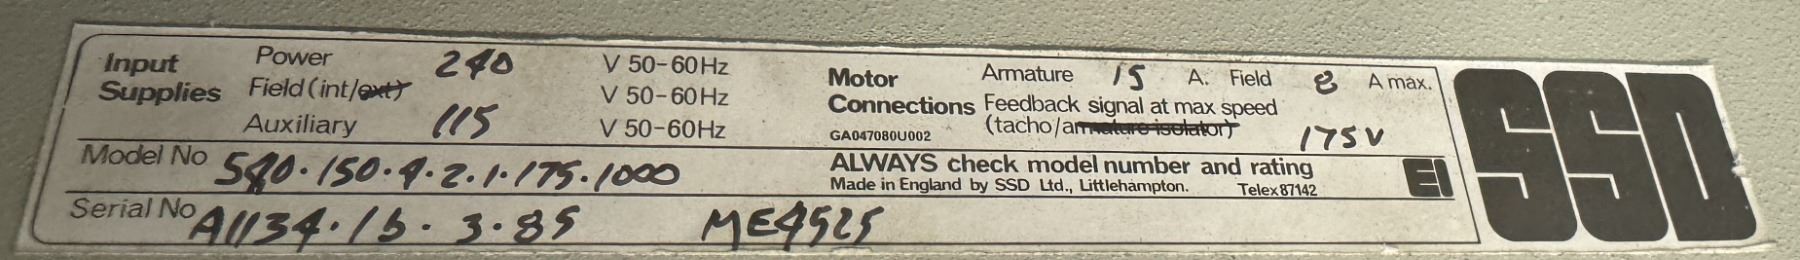 Input Supplies
Power 240 V 50-60Hz
Field (int/ext) V 50-60Hz
Auxiliary 115 V 50-60Hz
Motor Connections
Armature 15 A. Field 8 A max.
Feedback signal at max speed
(tacho/armature isolator) 175V
GA047080U002
Model No 540.150.4.2.1.175.1000
ALWAYS check model number and rating
Made in England by SSD Ltd., Littlehampton. Telex 87142
Serial No A1134.15.3.85 ME4525
EI
SSD